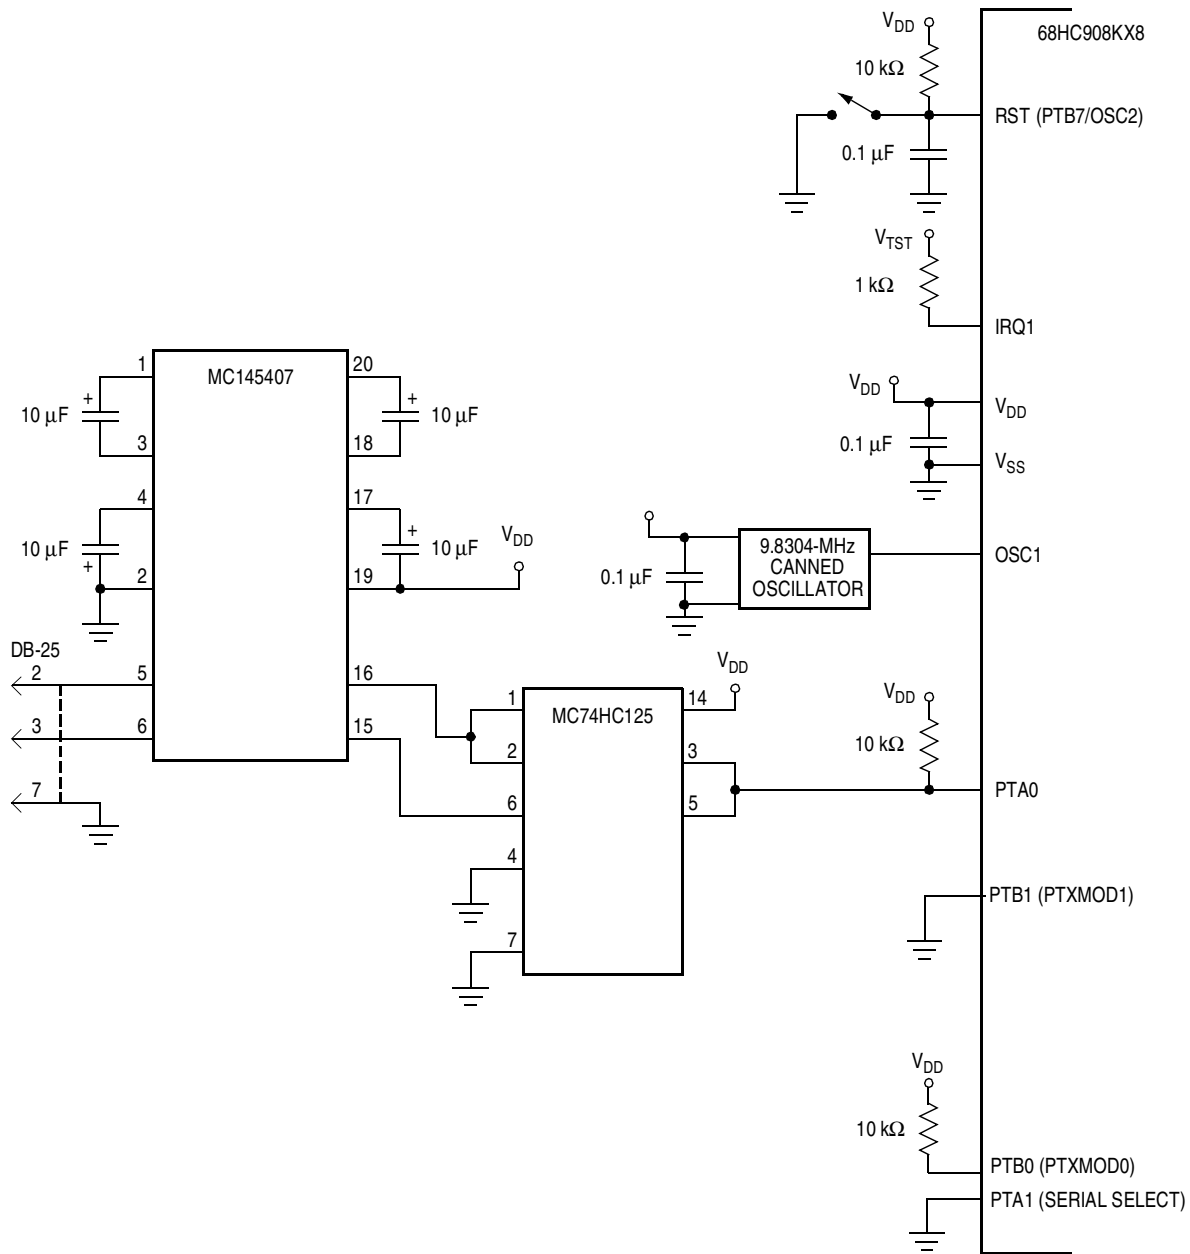 V_DD
68HC908KX8
10 kΩ
RST (PTB7/OSC2)
0.1 µF
V_TST
1 kΩ
IRQ1
1
20
MC145407
V_DD
+
+
V_DD
10 µF
10 µF
3
18
0.1 µF
V_SS
4
17
+
V_DD
9.8304-MHz
CANNED
OSCILLATOR
OSC1
10 µF
10 µF
+
2
19
0.1 µF
DB-25
2
5
16
V_DD
1
14
V_DD
MC74HC125
3
6
15
10 kΩ
2
3
7
PTA0
6
5
4
PTB1 (PTXMOD1)
7
V_DD
10 kΩ
PTB0 (PTXMOD0)
PTA1 (SERIAL SELECT)